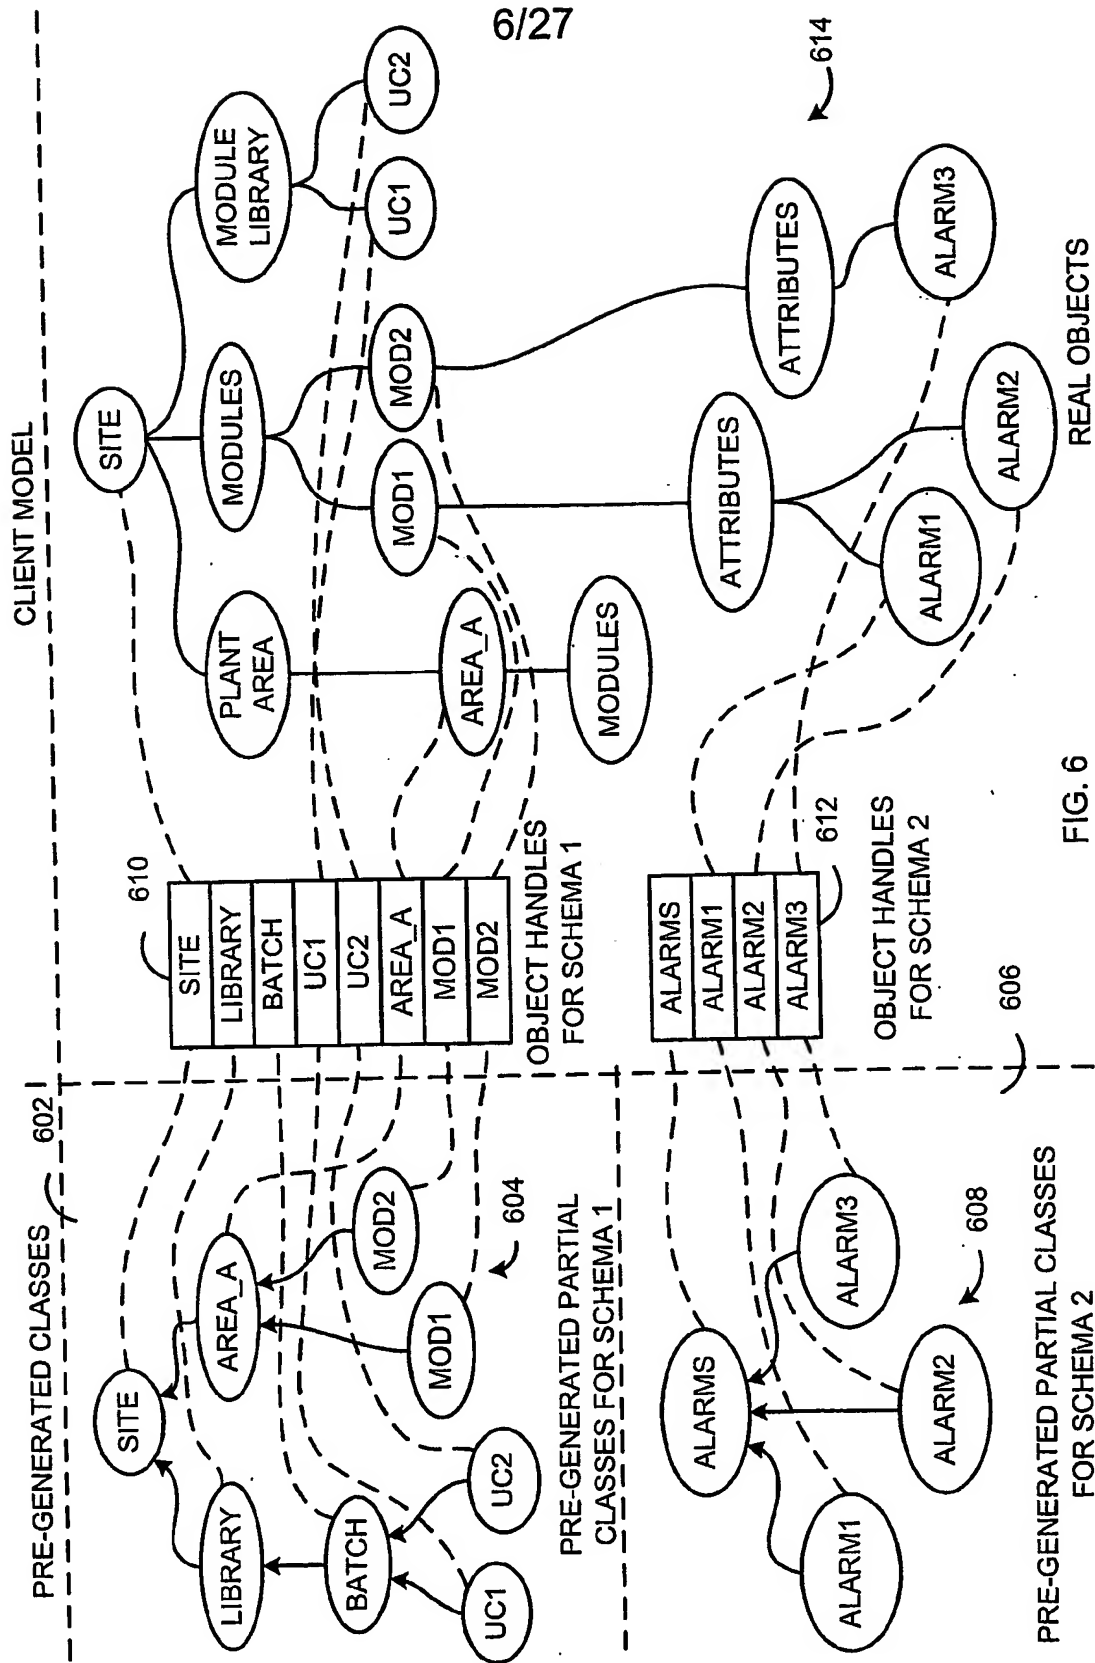 6/27
PRE-GENERATED CLASSES
602
CLIENT MODEL
SITE
LIBRARY
AREA_A
BATCH
MOD2
MOD1
UC1
UC2
604
PRE-GENERATED PARTIAL
CLASSES FOR SCHEMA 1
610
SITE
LIBRARY
BATCH
UC1
UC2
AREA_A
MOD1
MOD2
OBJECT HANDLES
FOR SCHEMA 1
SITE
PLANT
AREA
MODULES
MODULE
LIBRARY
MOD1
MOD2
UC1
UC2
AREA_A
MODULES
ATTRIBUTES
ATTRIBUTES
ALARM1
ALARM2
ALARM3
614
REAL OBJECTS
ALARMS
ALARM1
ALARM2
ALARM3
608
PRE-GENERATED PARTIAL CLASSES
FOR SCHEMA 2
ALARMS
ALARM1
ALARM2
ALARM3
612
OBJECT HANDLES
FOR SCHEMA 2
606
FIG. 6